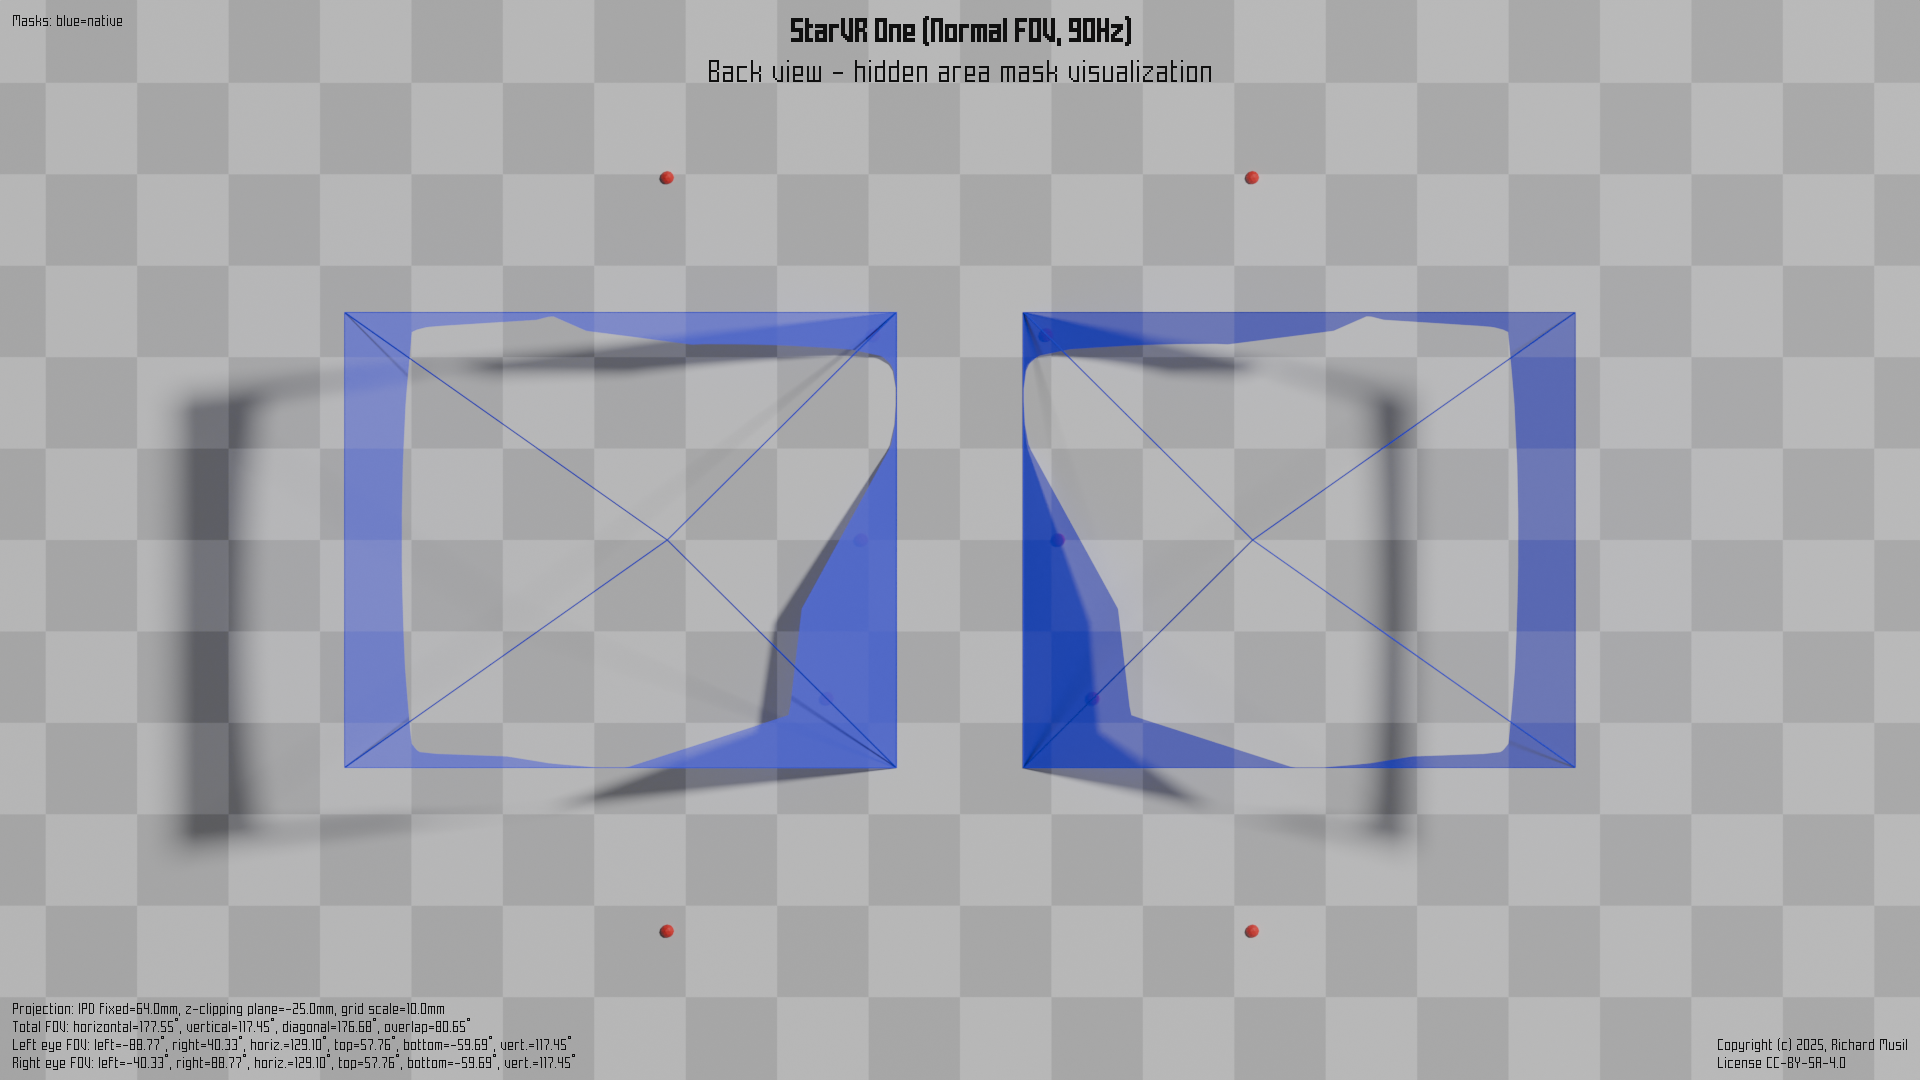 Masks: blue=native
StarVR One (Normal FOV, 90Hz)
Back view - hidden area mask visualization
Projection: IPD fixed=64.0mm, z-clipping plane=-25.0mm, grid scale=10.0mm
Total FOV: horizontal=177.55°, vertical=117.45°, diagonal=176.68°, overlap=80.65°
Left eye FOV: left=-88.77°, right=40.33°, horiz.=129.10°, top=57.76°, bottom=-59.69°, vert.=117.45°
Right eye FOV: left=-40.33°, right=88.77°, horiz.=129.10°, top=57.76°, bottom=-59.69°, vert.=117.45°
Copyright (c) 2025, Richard Musil
License CC-BY-SA-4.0